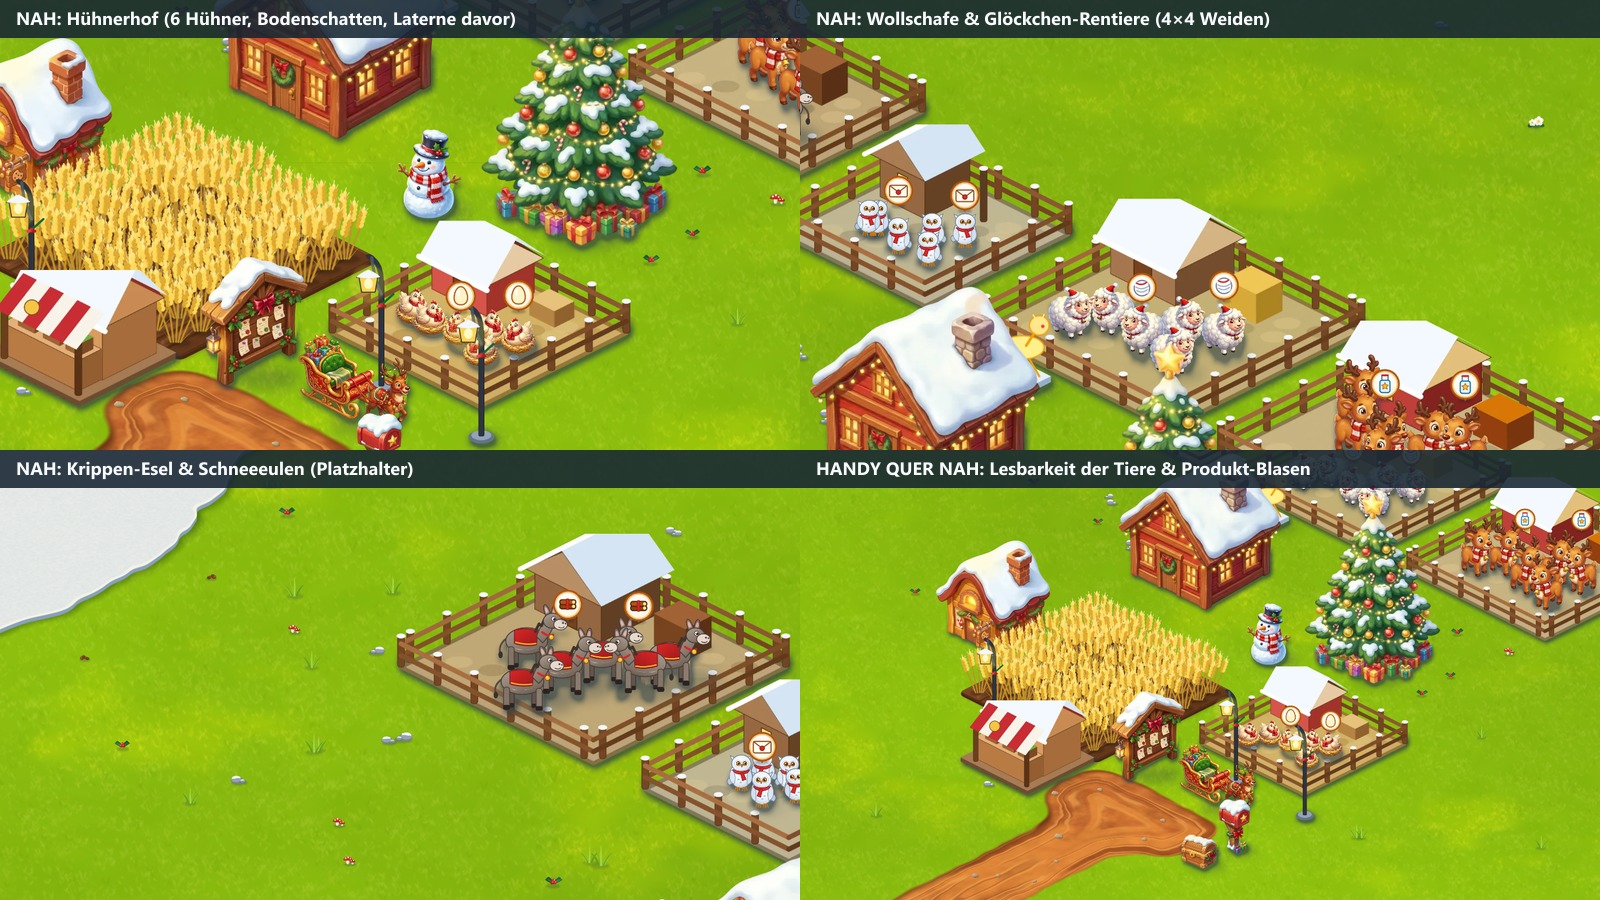 NAH: Hühnerhof (6 Hühner, Bodenschatten, Laterne davor)
NAH: Wollschafe & Glöckchen-Rentiere (4×4 Weiden)
NAH: Krippen-Esel & Schneeeulen (Platzhalter)
HANDY QUER NAH: Lesbarkeit der Tiere & Produkt-Blasen